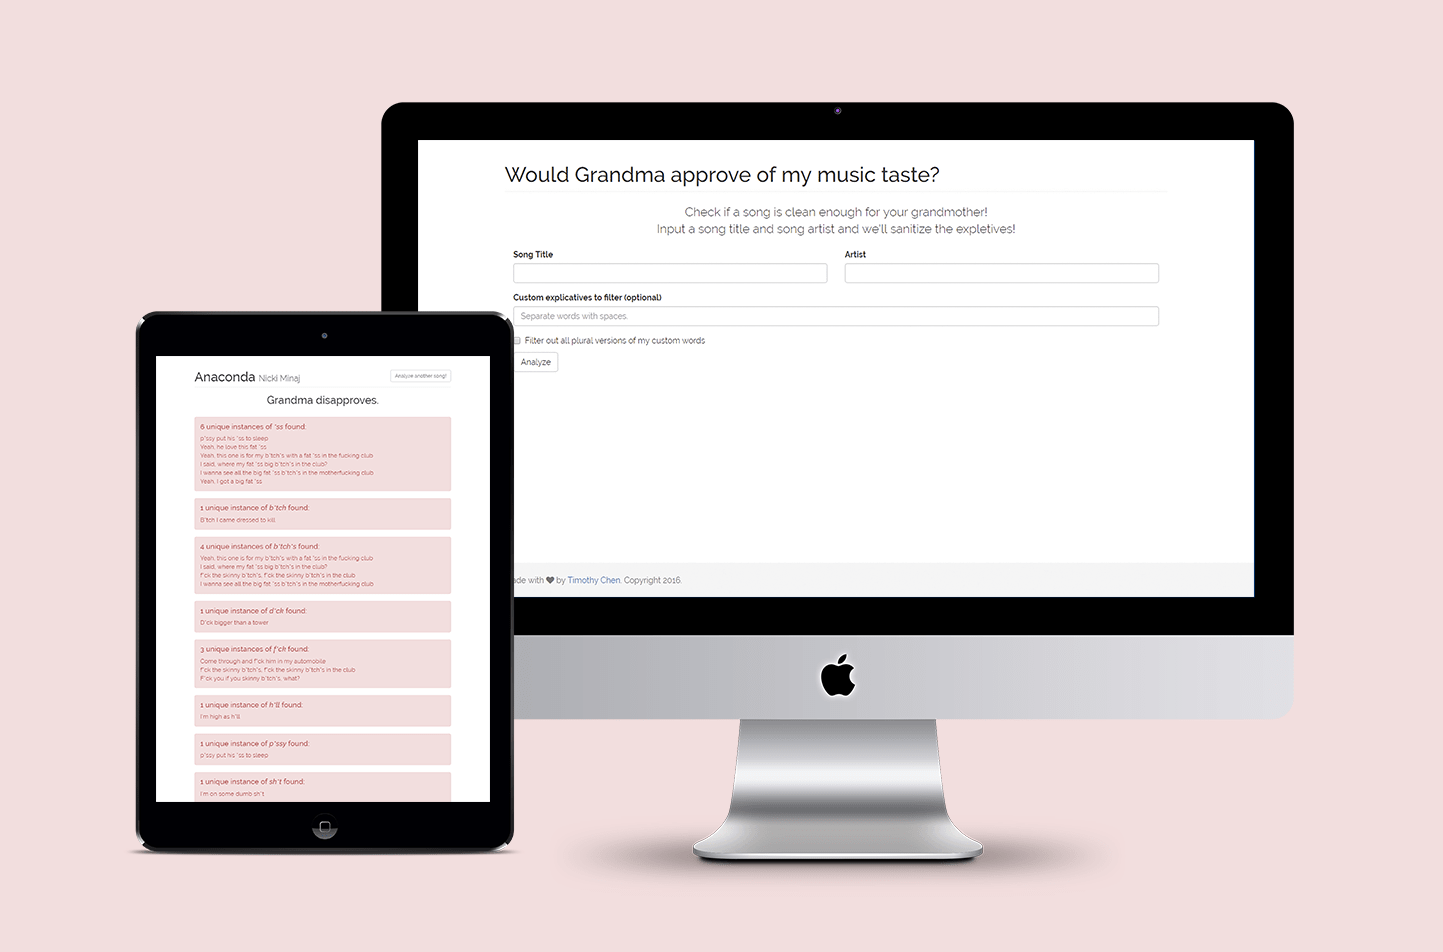 Would Grandma approve of my music taste?
Check if a song is clean enough for your grandmother!
Input a song title and song artist and we'll sanitize the expletives!
Song Title
Artist
Custom explicatives to filter (optional)
Separate words with spaces.
Filter out all plural versions of my custom words
Analyze
ade with ♥ by Timothy Chen. Copyright 2016.
Anaconda Nicki Minaj
Analyze another song!
Grandma disapproves.
6 unique instances of *ss found:
p*ssy put his *ss to sleep
Yeah, he love this fat *ss
Yeah, this one is for my b*tch's with a fat *ss in the fucking club
I said, where my fat *ss big b*tch's in the club?
I wanna see all the big fat *ss b*tch's in the motherfucking club
Yeah, I got a big fat *ss
1 unique instance of b*tch found:
B*tch I came dressed to kill
4 unique instances of b*tch's found:
Yeah, this one is for my b*tch's with a fat *ss in the fucking club
I said, where my fat *ss big b*tch's in the club?
F*ck the skinny b*tch's, f*ck the skinny b*tch's in the club
I wanna see all the big fat *ss b*tch's in the motherfucking club
1 unique instance of d*ck found:
D*ck bigger than a tower
3 unique instances of f*ck found:
Come through and f*ck him in my automobile
F*ck the skinny b*tch's, f*ck the skinny b*tch's in the club
F*ck you if you skinny b*tch's, what?
1 unique instance of h*ll found:
I'm high as h*ll
1 unique instance of p*ssy found:
p*ssy put his *ss to sleep
1 unique instance of sh*t found:
I'm on some dumb sh*t